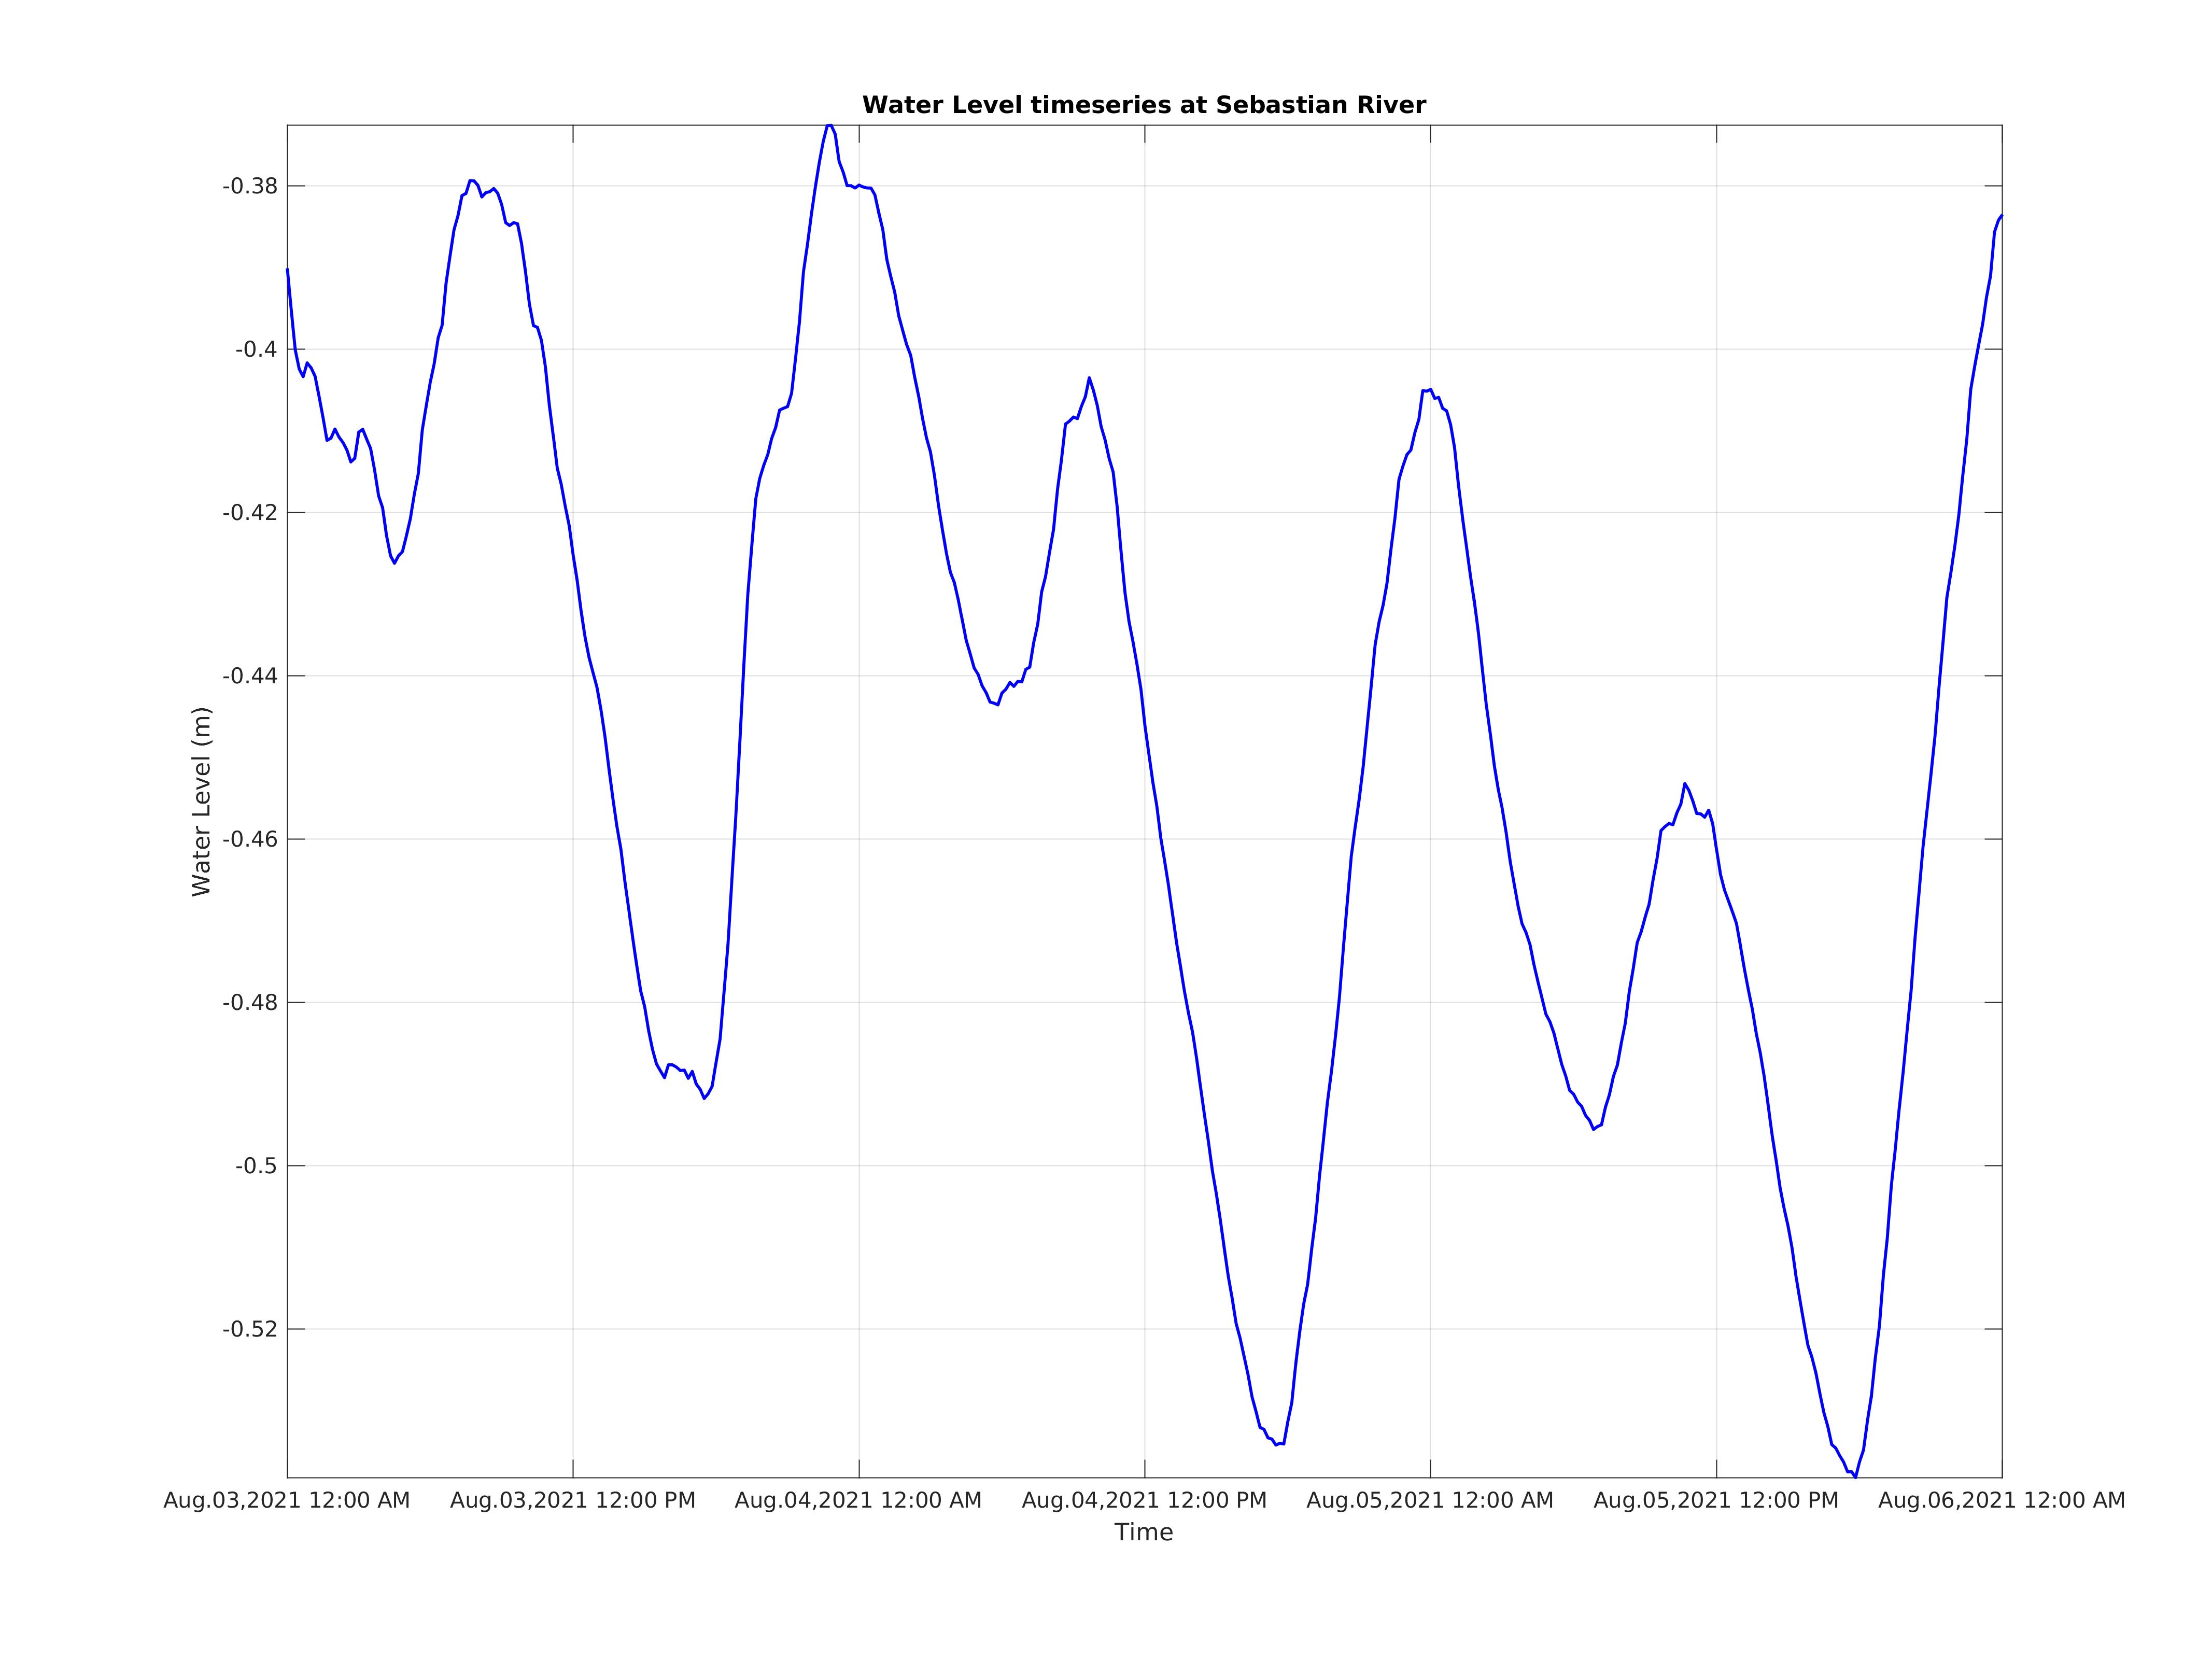 Water Level timeseries at Sebastian River
-0.38
-0.4
-0.42
-0.44
-0.46
-0.48
-0.5
-0.52
Water Level (m)
Aug.03,2021 12:00 AM Aug.03,2021 12:00 PM Aug.04,2021 12:00 AM Aug.04,2021 12:00 PM Aug.05,2021 12:00 AM Aug.05,2021 12:00 PM Aug.06,2021 12:00 AM
Time